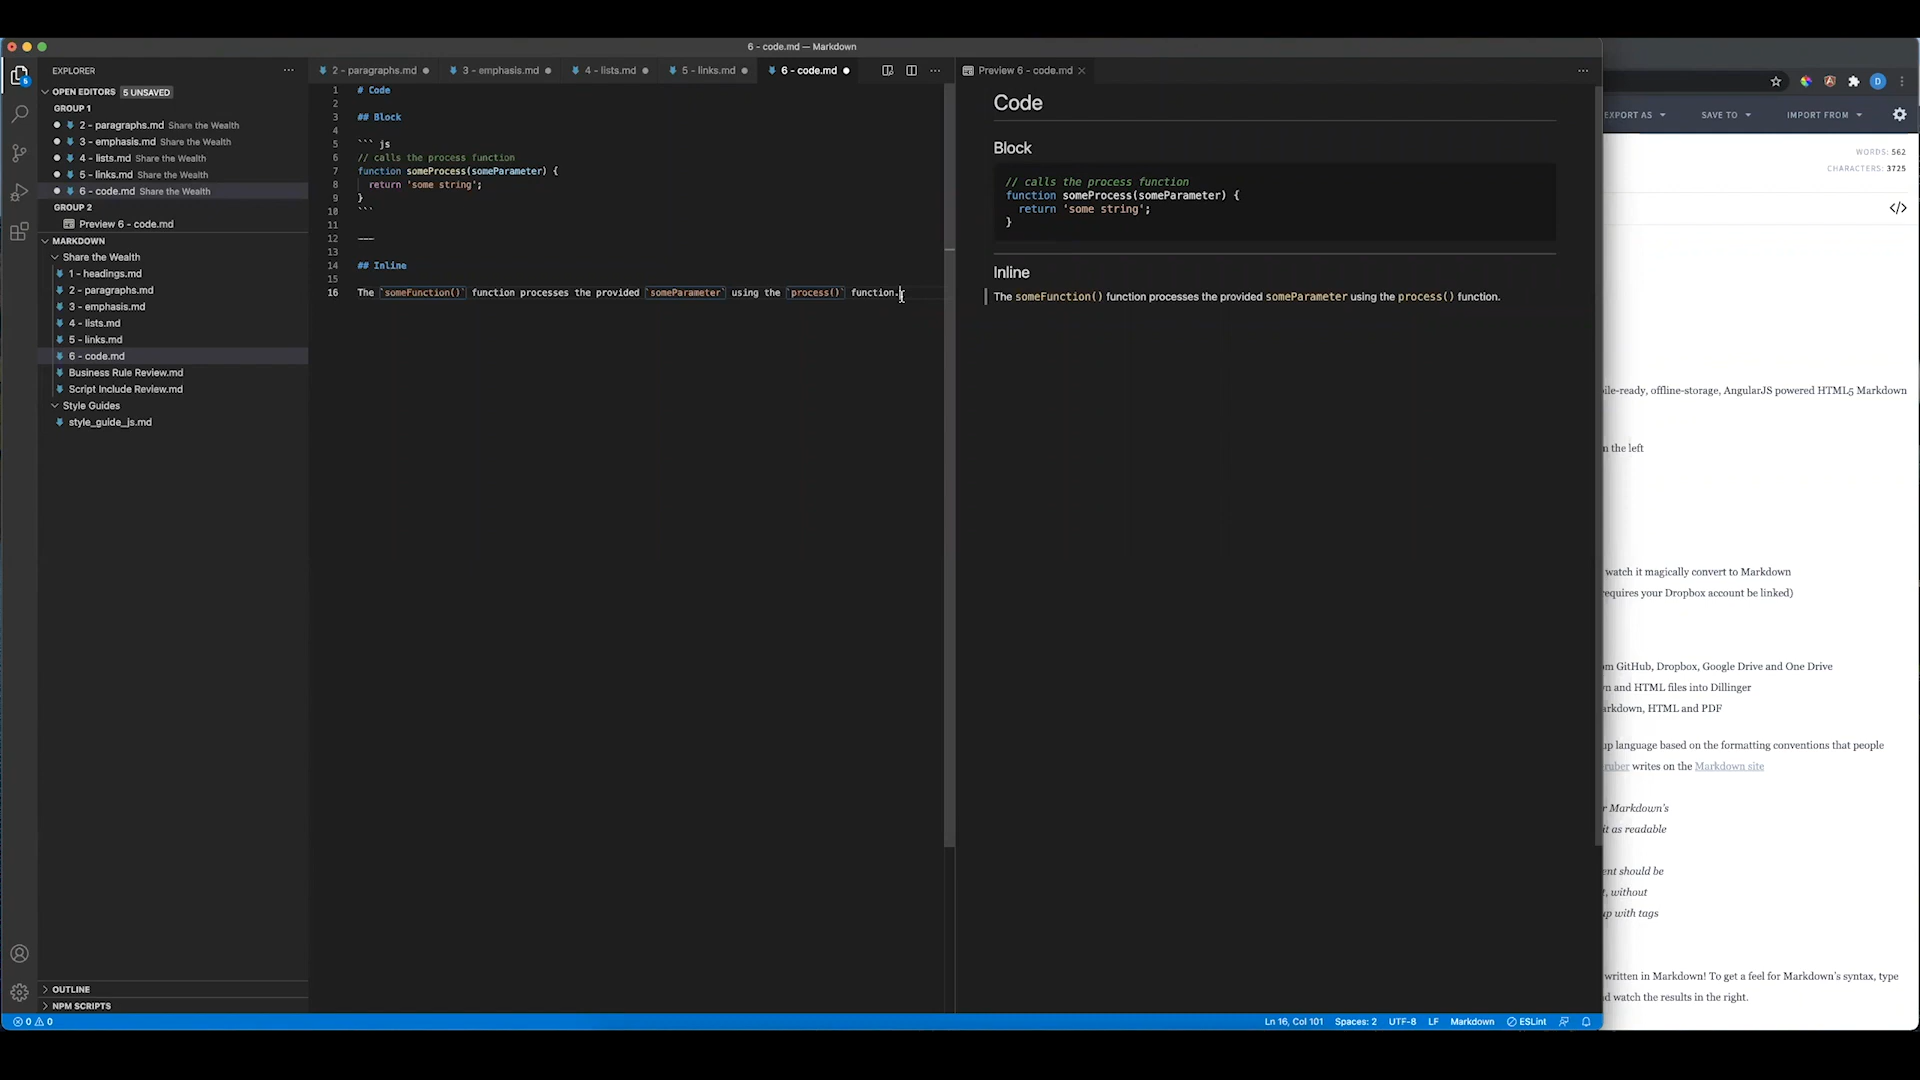 6 - code.md — Markdown
EXPLORER
2 - paragraphs.md
3 - emphasis.md
4 - lists.md
5 - links.md
6 - code.md
Preview 6 - code.md
OPEN EDITORS 5 UNSAVED
GROUP 1
2 - paragraphs.md Share the Wealth
3 - emphasis.md Share the Wealth
4 - lists.md Share the Wealth
5 - links.md Share the Wealth
6 - code.md Share the Wealth
GROUP 2
Preview 6 - code.md
MARKDOWN
Share the Wealth
1 - headings.md
2 - paragraphs.md
3 - emphasis.md
4 - lists.md
5 - links.md
6 - code.md
Business Rule Review.md
Script Include Review.md
Style Guides
style_guide_js.md
OUTLINE
NPM SCRIPTS
1 # Code
2
3 ## Block
4
5 ``` js
6 // calls the process function
7 function someProcess(someParameter) {
8 return 'some string';
9 }
10 ```
11
12 ---
13
14 ## Inline
15
16 The `someFunction()` function processes the provided `someParameter` using the `process()` function.
Code
Block
// calls the process function
function someProcess(someParameter) {
return 'some string';
}
Inline
The someFunction() function processes the provided someParameter using the process() function.
D
EXPORT AS
SAVE TO
IMPORT FROM
WORDS: 562
CHARACTERS: 3725
</>
ile-ready, offline-storage, AngularJS powered HTML5 Markdown
n the left
watch it magically convert to Markdown
requires your Dropbox account be linked)
om GitHub, Dropbox, Google Drive and One Drive
n and HTML files into Dillinger
arkdown, HTML and PDF
up language based on the formatting conventions that people
ruber writes on the Markdown site
r Markdown's
it as readable
ent should be
t, without
up with tags
written in Markdown! To get a feel for Markdown's syntax, type
d watch the results in the right.
0 0
Ln 16, Col 101
Spaces: 2
UTF-8
LF
Markdown
ESLint